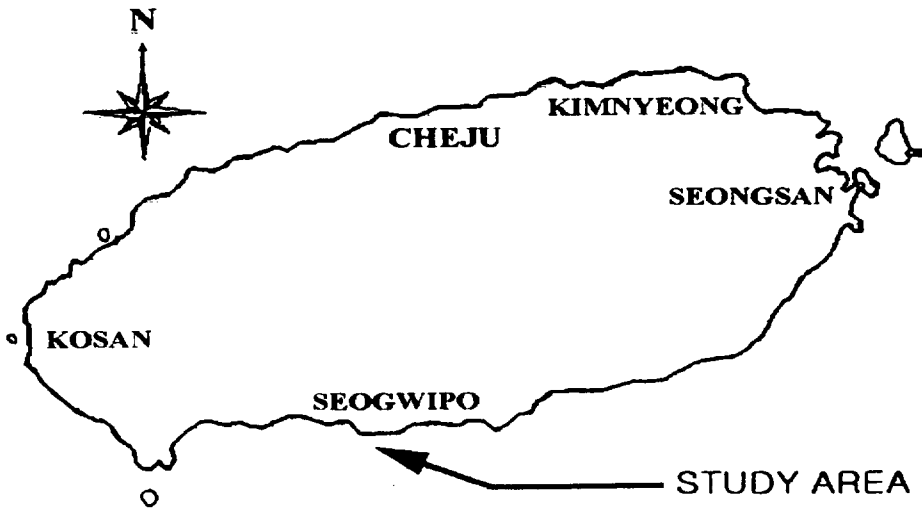 N
KIMNYEONG
CHEJU
SEONGSAN
KOSAN
SEOGWIPO
STUDY AREA